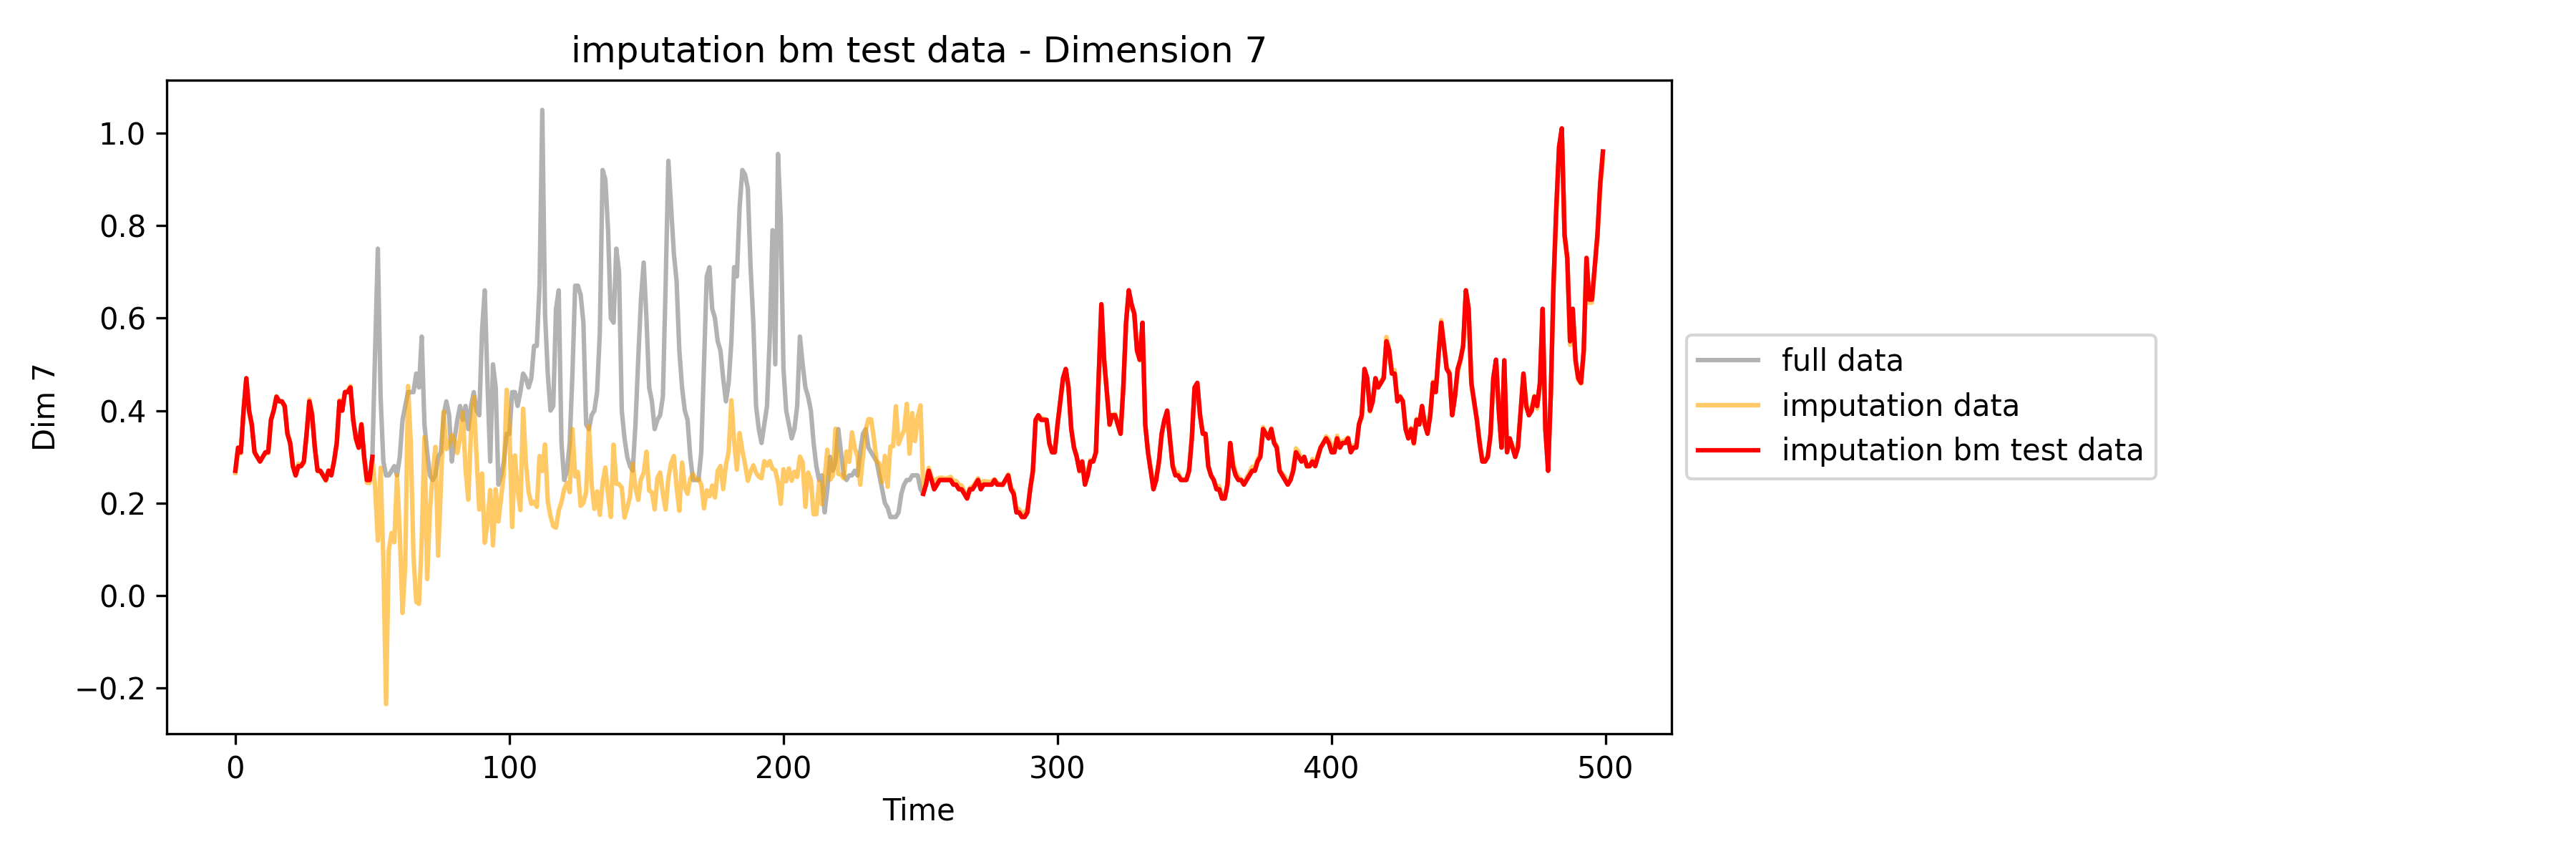 imputation bm test data - Dimension 7
1.0
0.8
0.6
0.4
0.2
0.0
−0.2
Dim 7
0 100 200 300 400 500
Time
full data
imputation data
imputation bm test data